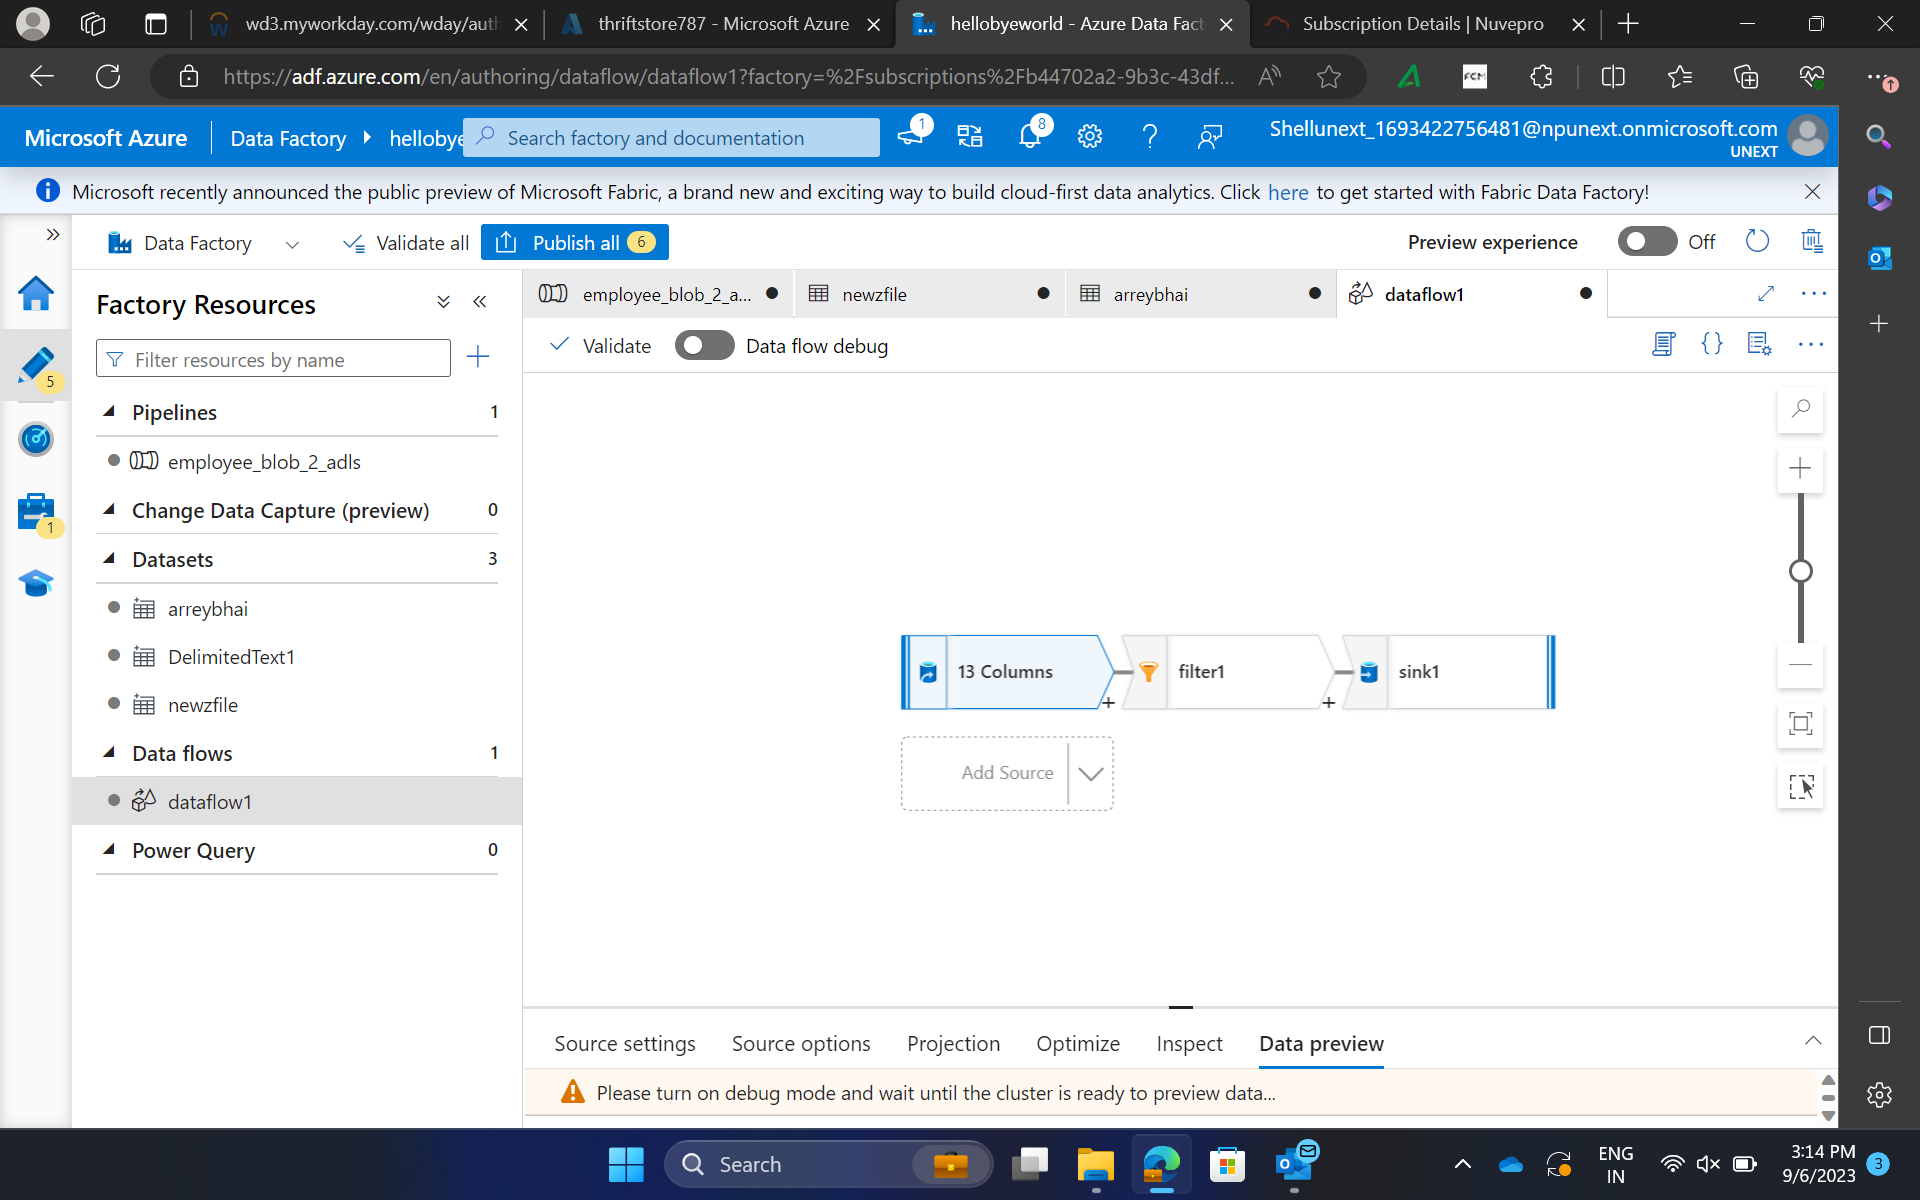 wd3.myworkday.com/wday/auth
thriftstore787 - Microsoft Azure
hellobyeworld - Azure Data Fact
Subscription Details | Nuvepro
https://adf.azure.com/en/authoring/dataflow/dataflow1?factory=%2Fsubscriptions%2Fb44702a2-9b3c-43df...
FCM
Microsoft Azure
Data Factory
hellobye
Search factory and documentation
1
8
Shellunext_1693422756481@npunext.onmicrosoft.com
UNEXT
Microsoft recently announced the public preview of Microsoft Fabric, a brand new and exciting way to build cloud-first data analytics. Click here to get started with Fabric Data Factory!
Data Factory
Validate all
Publish all 6
Preview experience
Off
Factory Resources
Filter resources by name
5
1
Pipelines 1
employee_blob_2_adls
Change Data Capture (preview) 0
Datasets 3
arreybhai
DelimitedText1
newzfile
Data flows 1
dataflow1
Power Query 0
employee_blob_2_a...
newzfile
arreybhai
dataflow1
Validate
Data flow debug
13 Columns
filter1
sink1
Add Source
Source settings
Source options
Projection
Optimize
Inspect
Data preview
Please turn on debug mode and wait until the cluster is ready to preview data...
Search
ENG
IN
3:14 PM
9/6/2023
3